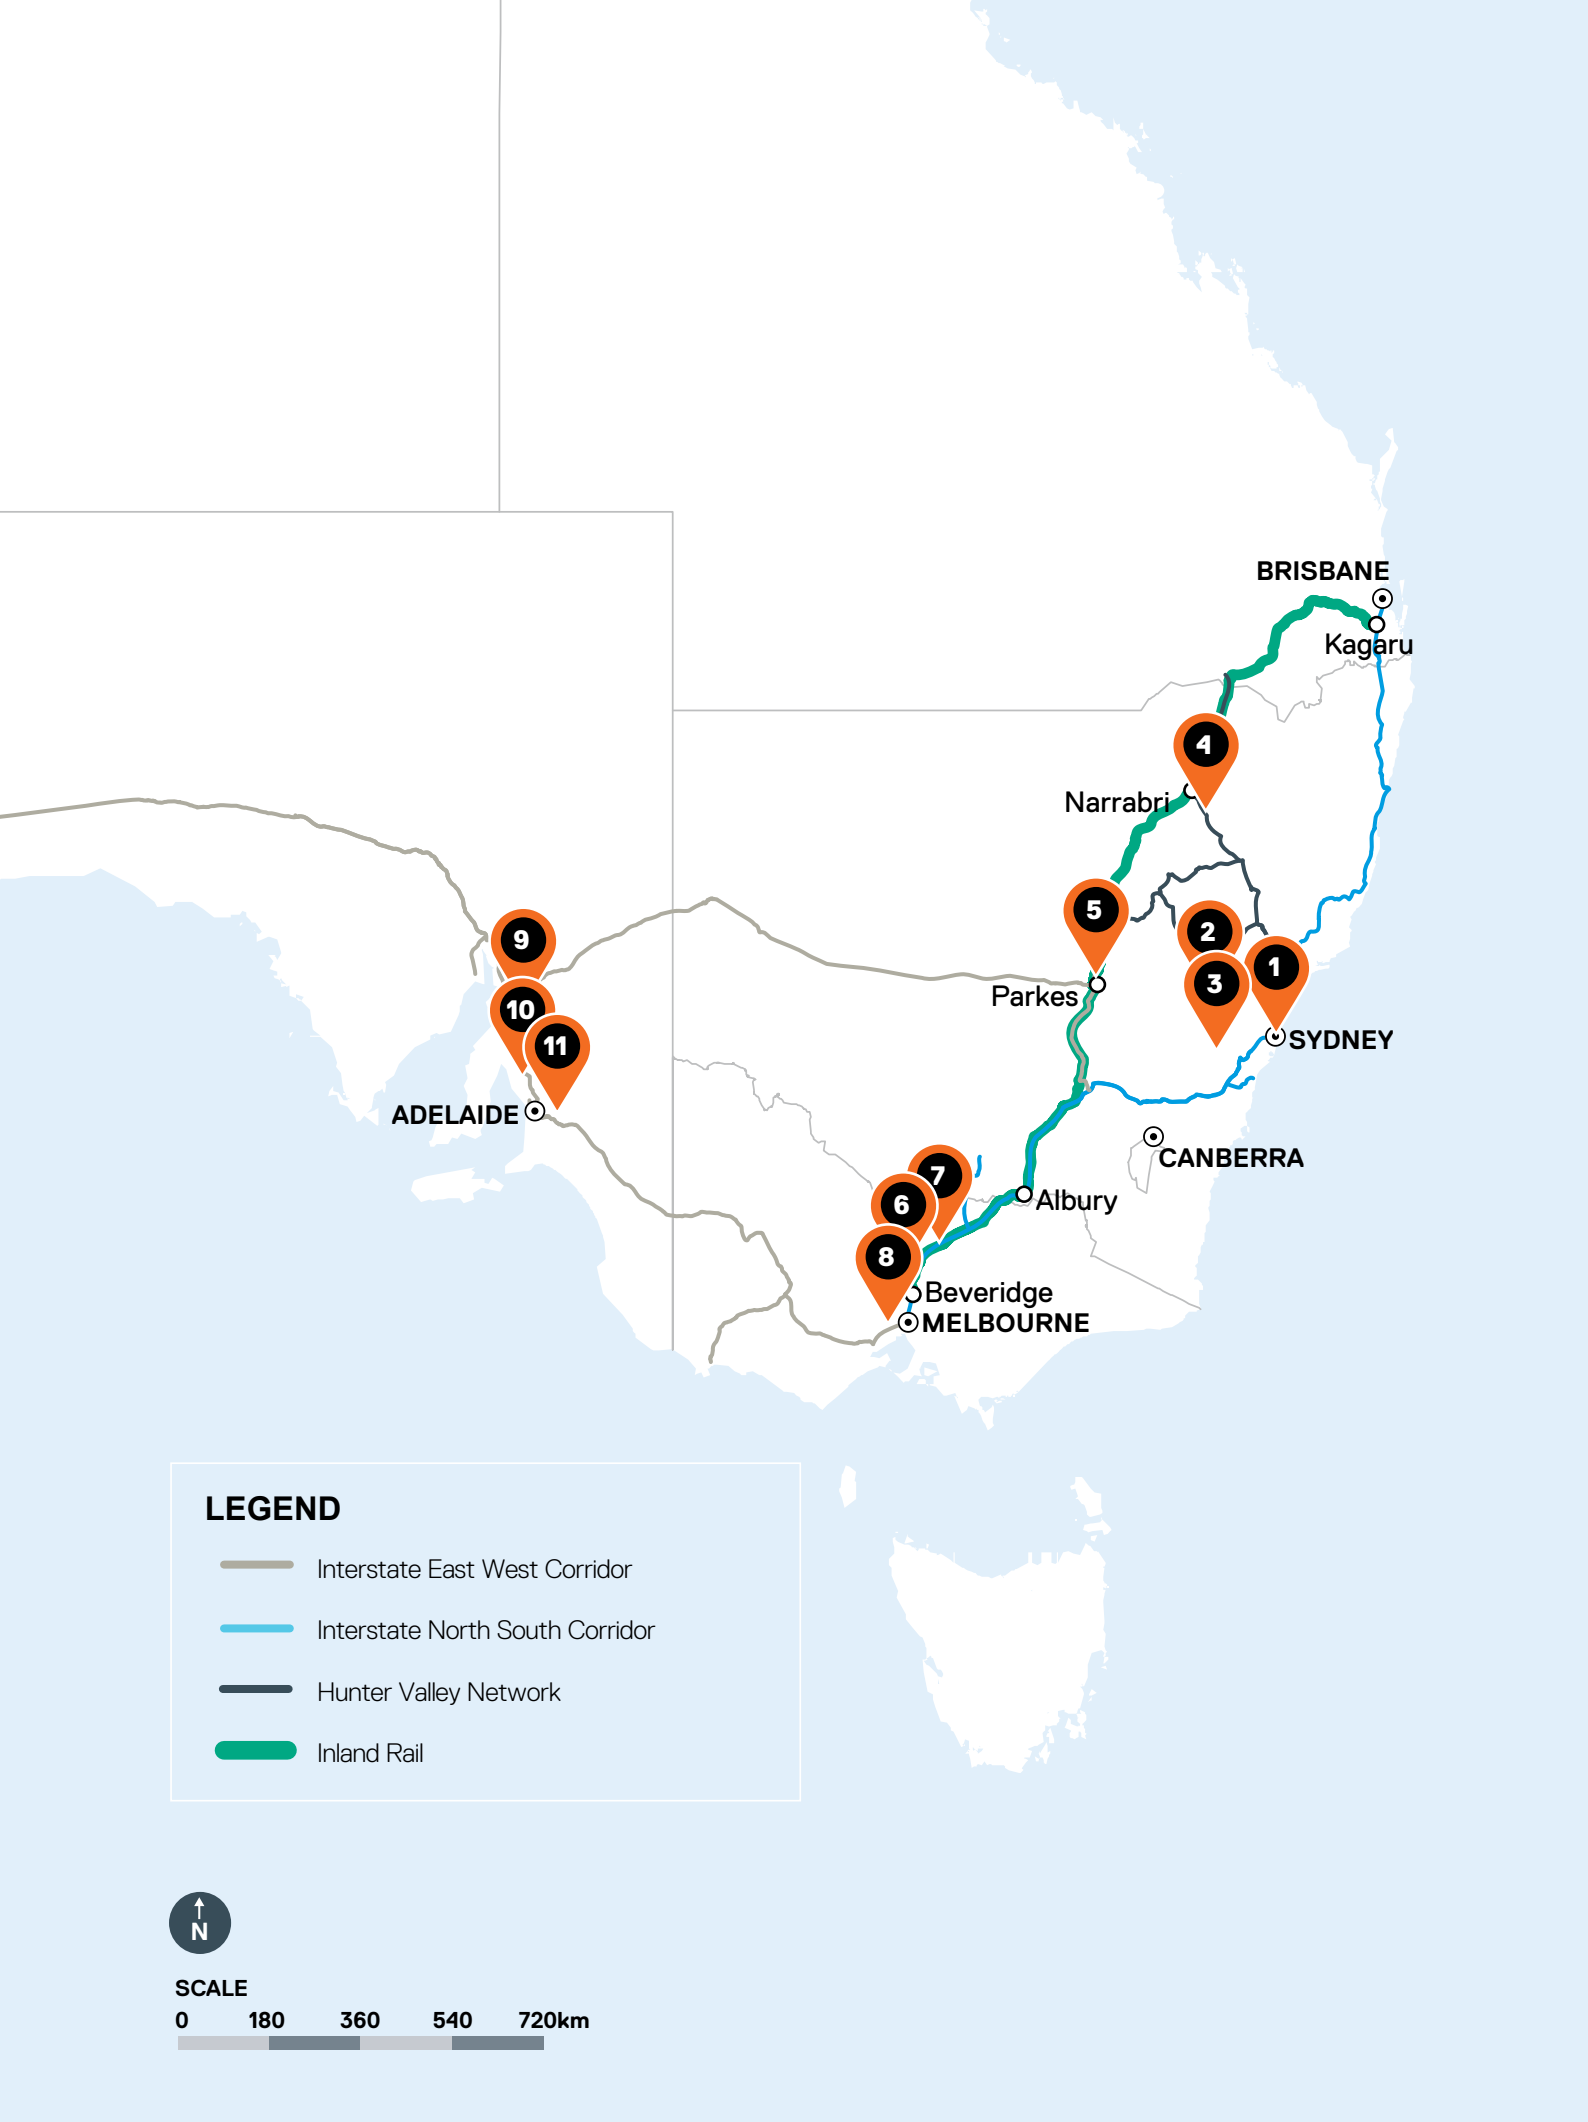 BRISBANE
Kagaru
4
Narrabri
5
2
9
1
3
Parkes
10
SYDNEY
11
ADELAIDE
CANBERRA
7
Albury
6
8
Beveridge
MELBOURNE
LEGEND
Interstate East West Corridor
Interstate North South Corridor
Hunter Valley Network
Inland Rail
N
SCALE
0 180 360 540 720km